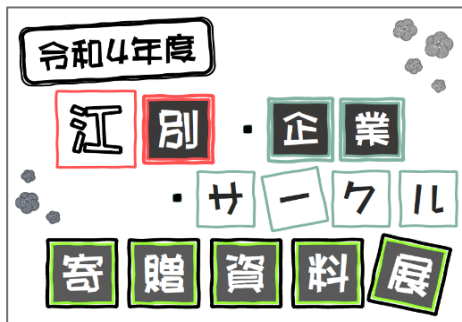 令和4年度
江別・企業
・サークル
寄贈資料展